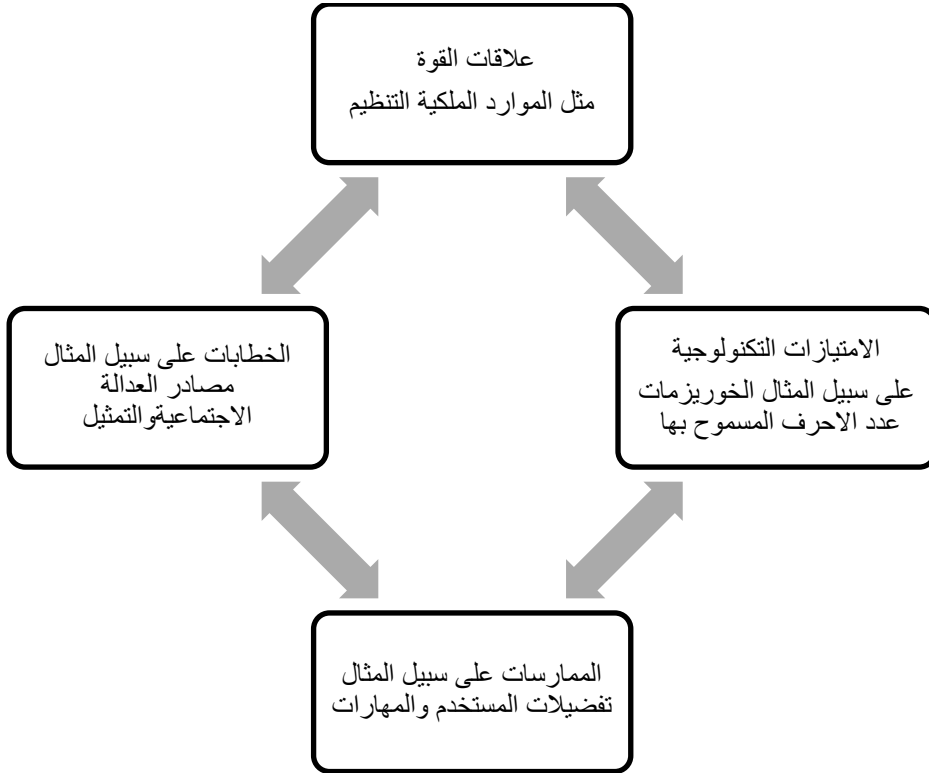 علاقات القوة
مثل الموارد الملكية التنظيم
الامتيازات التكنولوجية
على سبيل المثال الخوريزمات
عدد الاحرف المسموح بها
الخطابات على سبيل المثال
مصادر العدالة
الاجتماعيةوالتمثيل
الممارسات على سبيل المثال
تفضيلات المستخدم والمهارات